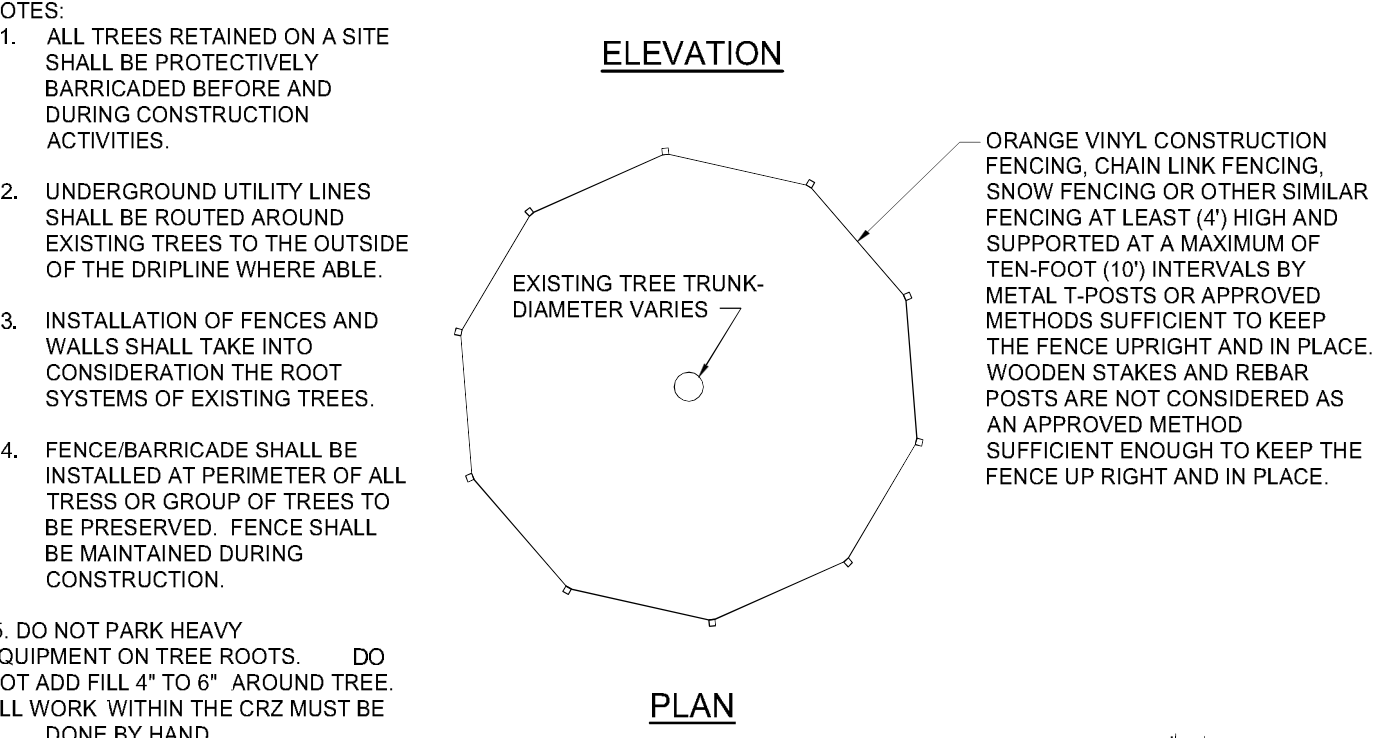 OTES:
1. ALL TREES RETAINED ON A SITE
SHALL BE PROTECTIVELY
BARRICADED BEFORE AND
DURING CONSTRUCTION
ACTIVITIES.
2. UNDERGROUND UTILITY LINES
SHALL BE ROUTED AROUND
EXISTING TREES TO THE OUTSIDE
OF THE DRIPLINE WHERE ABLE.
3. INSTALLATION OF FENCES AND
WALLS SHALL TAKE INTO
CONSIDERATION THE ROOT
SYSTEMS OF EXISTING TREES.
4. FENCE/BARRICADE SHALL BE
INSTALLED AT PERIMETER OF ALL
TRESS OR GROUP OF TREES TO
BE PRESERVED. FENCE SHALL
BE MAINTAINED DURING
CONSTRUCTION.
5. DO NOT PARK HEAVY
QUIPMENT ON TREE ROOTS. DO
OT ADD FILL 4" TO 6" AROUND TREE.
LL WORK WITHIN THE CRZ MUST BE
DONE BY HAND
ELEVATION
EXISTING TREE TRUNK-
DIAMETER VARIES
ORANGE VINYL CONSTRUCTION
FENCING, CHAIN LINK FENCING,
SNOW FENCING OR OTHER SIMILAR
FENCING AT LEAST (4') HIGH AND
SUPPORTED AT A MAXIMUM OF
TEN-FOOT (10') INTERVALS BY
METAL T-POSTS OR APPROVED
METHODS SUFFICIENT TO KEEP
THE FENCE UPRIGHT AND IN PLACE.
WOODEN STAKES AND REBAR
POSTS ARE NOT CONSIDERED AS
AN APPROVED METHOD
SUFFICIENT ENOUGH TO KEEP THE
FENCE UP RIGHT AND IN PLACE.
PLAN